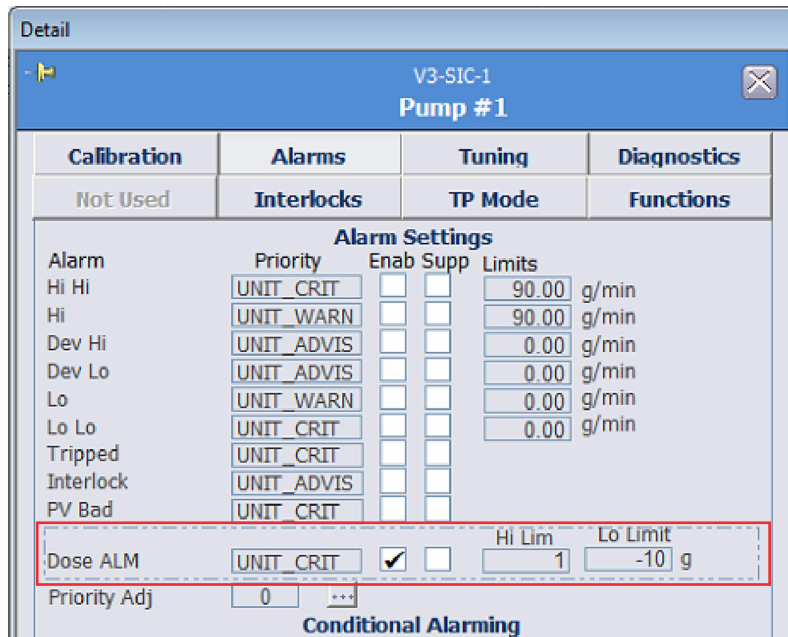 Detail
V3-SIC-1
Pump #1
Calibration Alarms Tuning Diagnostics
Not Used Interlocks TP Mode Functions
Alarm Settings
Alarm Priority Enab Supp Limits
Hi Hi UNIT_CRIT 90.00 g/min
Hi UNIT_WARN 90.00 g/min
Dev Hi UNIT_ADVIS 0.00 g/min
Dev Lo UNIT_ADVIS 0.00 g/min
Lo UNIT_WARN 0.00 g/min
Lo Lo UNIT_CRIT 0.00 g/min
Tripped UNIT_CRIT
Interlock UNIT_ADVIS
PV Bad UNIT_CRIT
Hi Lim Lo Limit
Dose ALM UNIT_CRIT 1 -10 g
Priority Adj 0 ...
Conditional Alarming